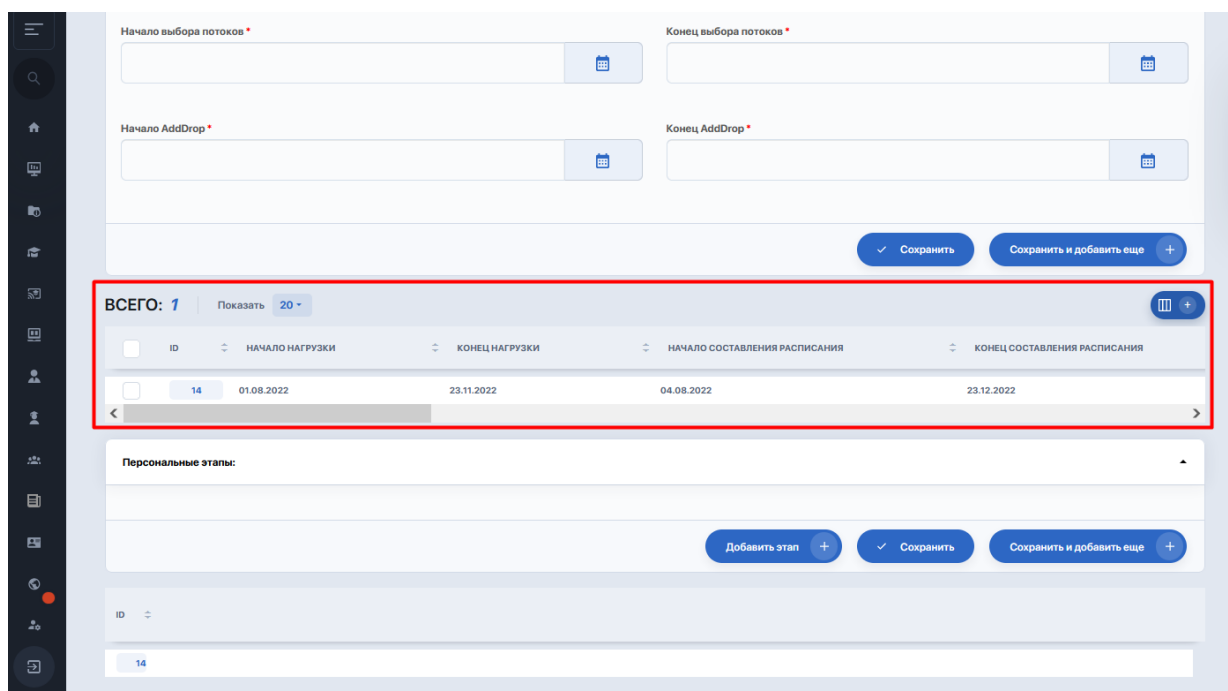 Начало выбора потоков * Конец выбора потоков *
Начало AddDrop * Конец AddDrop *
Сохранить Сохранить и добавить еще +
ВСЕГО: 1 Показать 20
ID НАЧАЛО НАГРУЗКИ КОНЕЦ НАГРУЗКИ НАЧАЛО СОСТАВЛЕНИЯ РАСПИСАНИЯ КОНЕЦ СОСТАВЛЕНИЯ РАСПИСАНИЯ
14 01.08.2022 23.11.2022 04.08.2022 23.12.2022
Персональные этапы:
Добавить этап + Сохранить Сохранить и добавить еще +
ID
14